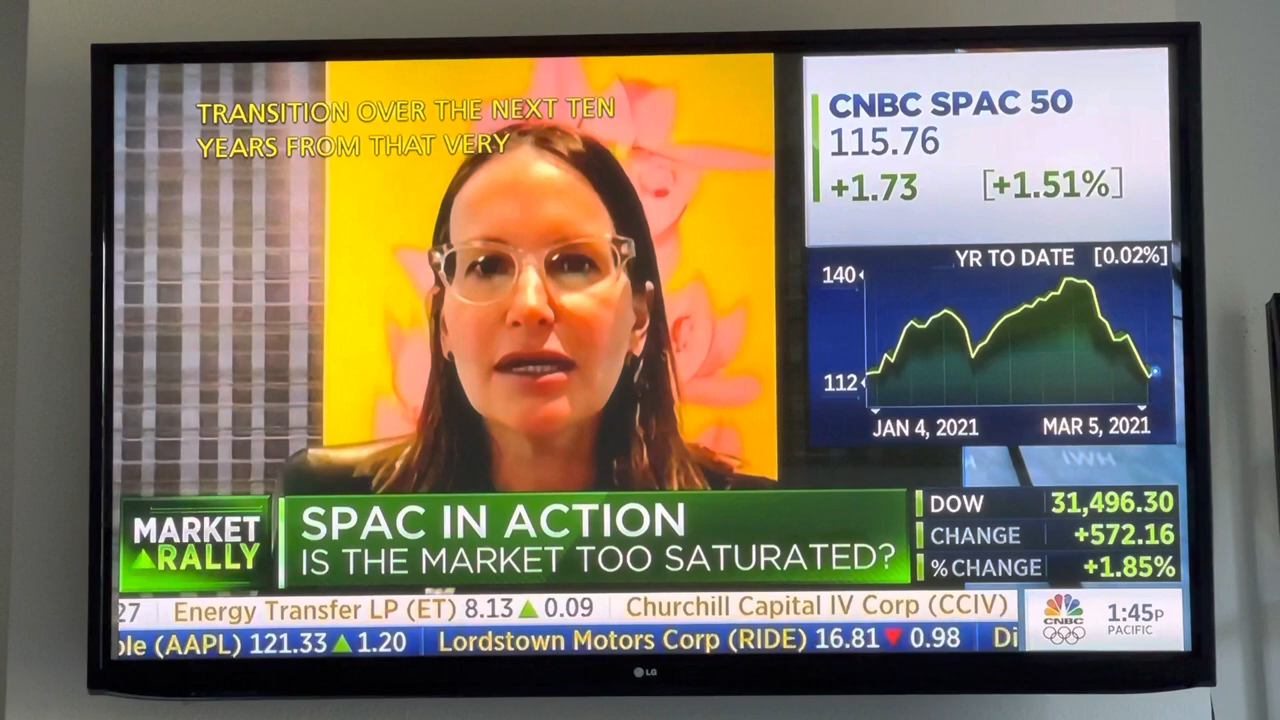 TRANSITION OVER THE NEXT TEN
YEARS FROM THAT VERY
CNBC SPAC 50
115.76
+1.73 [+1.51%]
YR TO DATE [0.02%]
140
112
JAN 4, 2021 MAR 5, 2021
MARKET
RALLY
SPAC IN ACTION
IS THE MARKET TOO SATURATED?
DOW 31,496.30
CHANGE +572.16
% CHANGE +1.85%
27 Energy Transfer LP (ET) 8.13 ▲ 0.09 Churchill Capital IV Corp (CCIV)
ple (AAPL) 121.33 ▲ 1.20 Lordstown Motors Corp (RIDE) 16.81 ▼ 0.98 Di
CNBC
1:45P
PACIFIC
LG